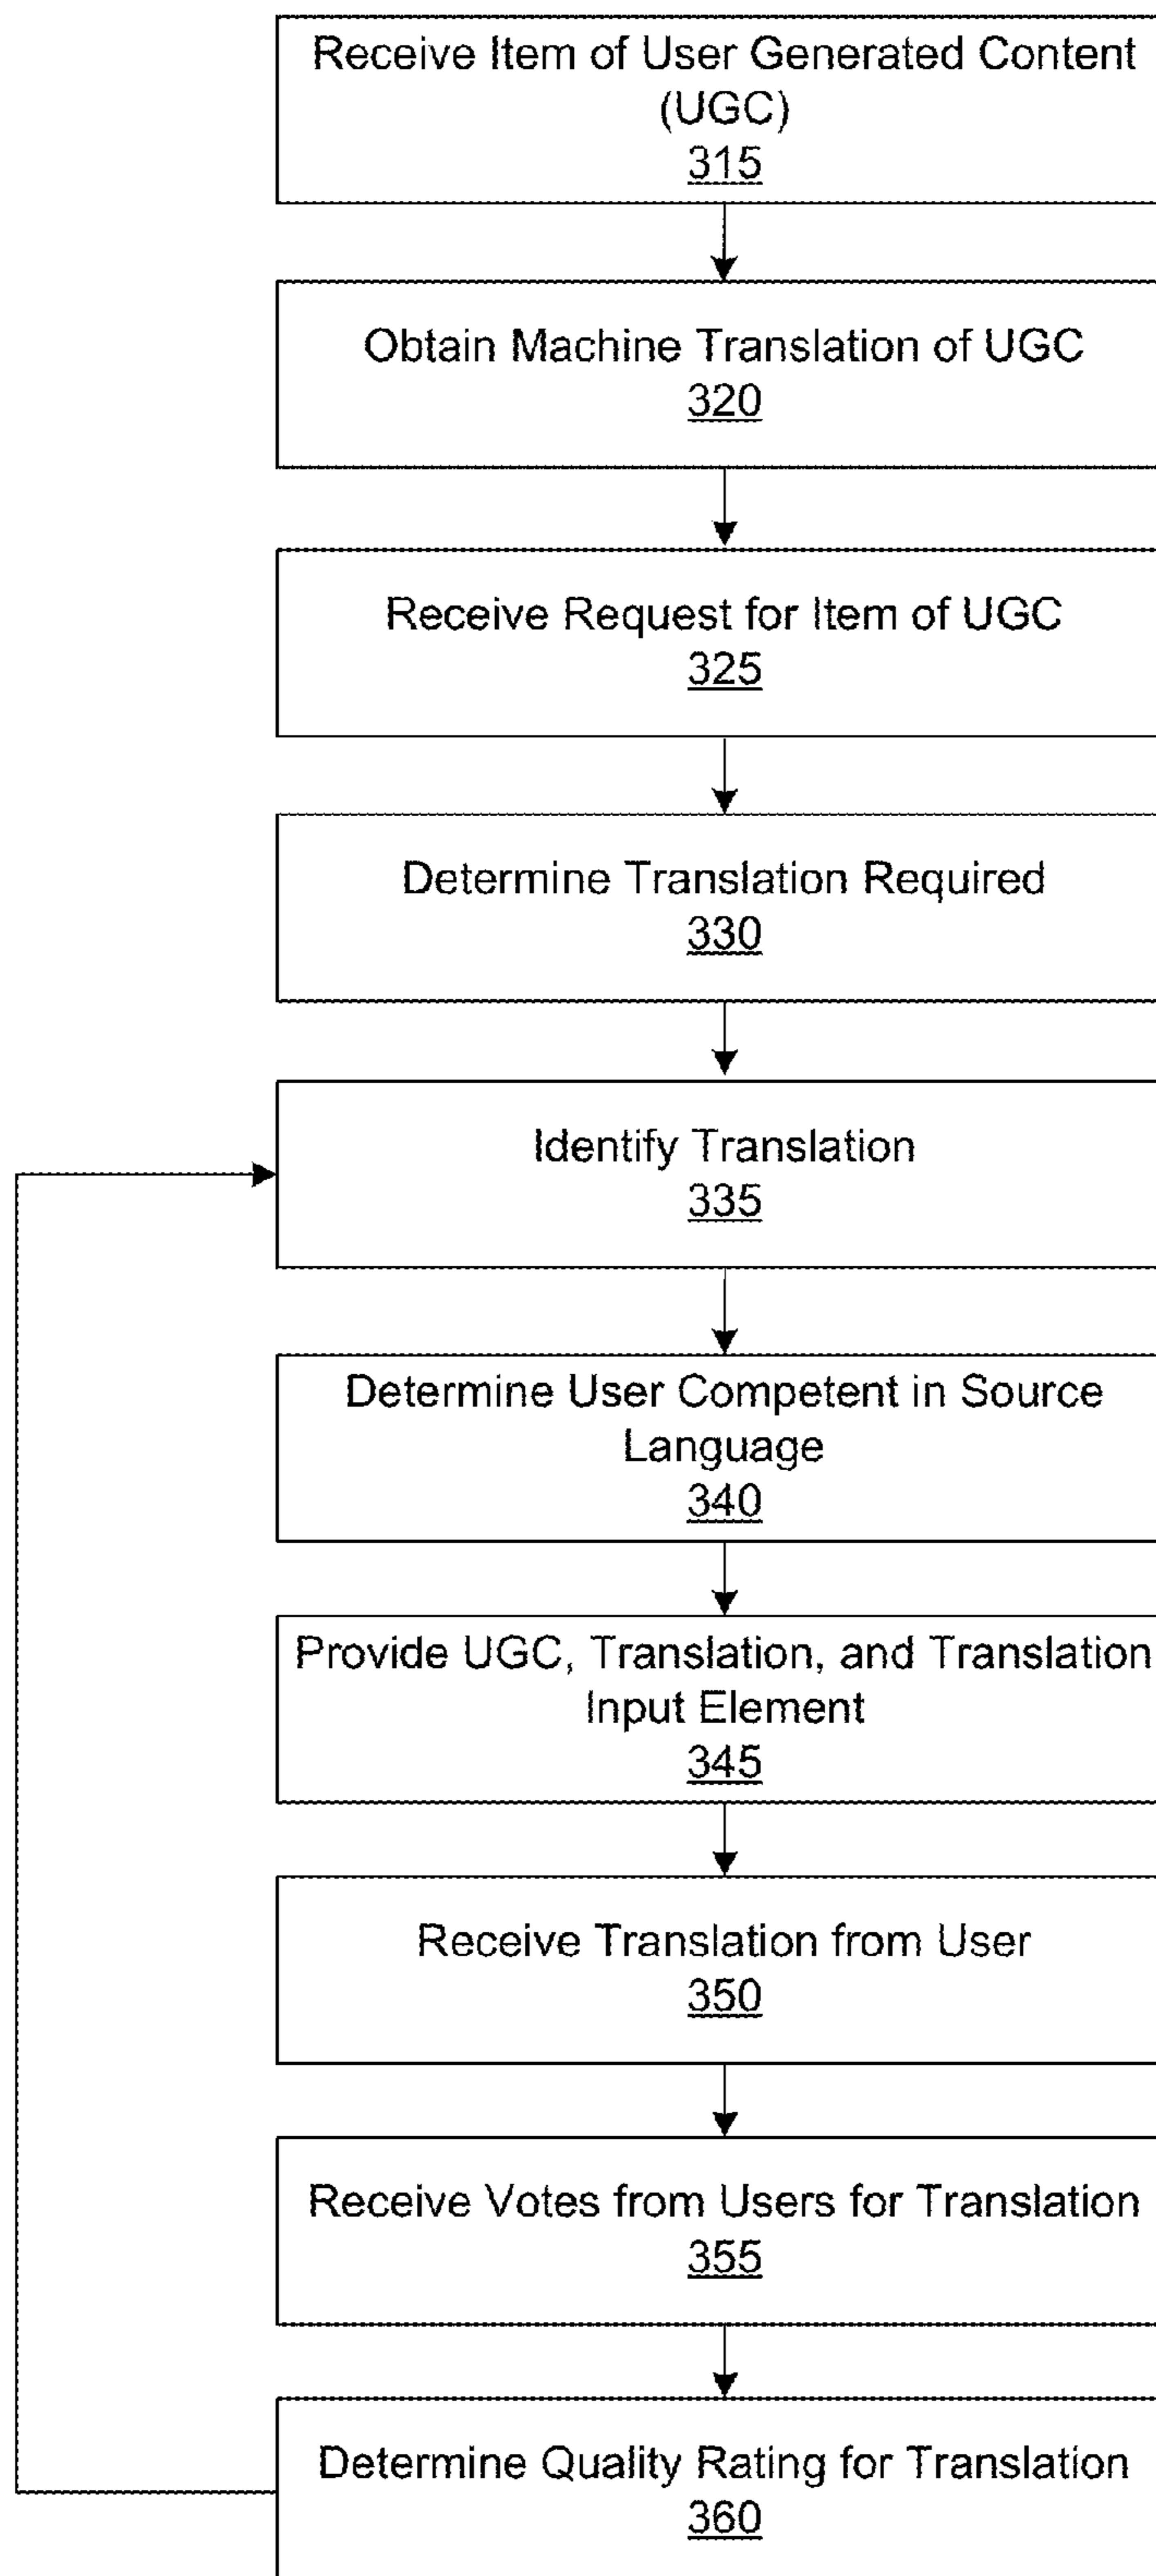 Receive Item of User Generated Content
(UGC)
315
Obtain Machine Translation of UGC
320
Receive Request for Item of UGC
325
Determine Translation Required
330
Identify Translation
335
Determine User Competent in Source
Language
340
Provide UGC, Translation, and Translation
Input Element
345
Receive Translation from User
350
Receive Votes from Users for Translation
355
Determine Quality Rating for Translation
360